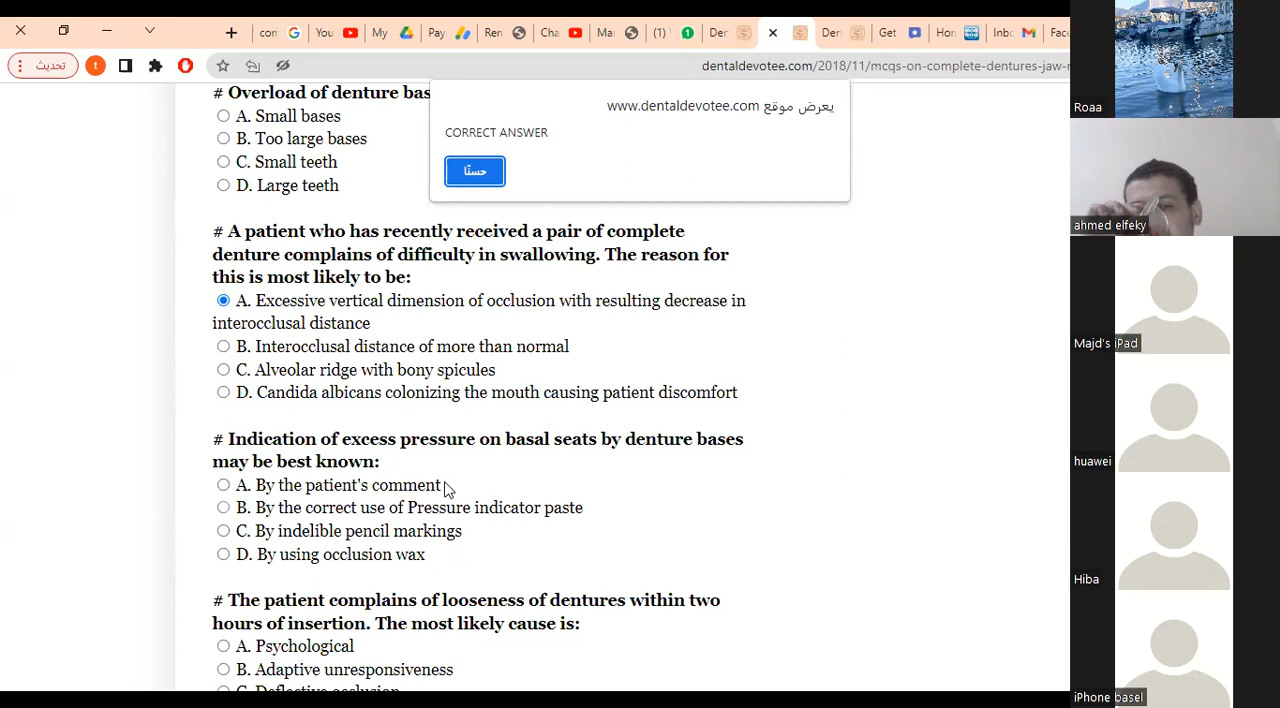 com
You
My
Pay
Ren
Cha
Mai
(1)
Der
My
Der
Get
Hor
Inb
Face
تحديث
t
dentaldevotee.com/2018/11/mcqs-on-complete-dentures-jaw-r
يعرض موقع www.dentaldevotee.com
CORRECT ANSWER
حسنًا
# Overload of denture bas
A. Small bases
B. Too large bases
C. Small teeth
D. Large teeth
# A patient who has recently received a pair of complete
denture complains of difficulty in swallowing. The reason for
this is most likely to be:
A. Excessive vertical dimension of occlusion with resulting decrease in
interocclusal distance
B. Interocclusal distance of more than normal
C. Alveolar ridge with bony spicules
D. Candida albicans colonizing the mouth causing patient discomfort
# Indication of excess pressure on basal seats by denture bases
may be best known:
A. By the patient's comment
B. By the correct use of Pressure indicator paste
C. By indelible pencil markings
D. By using occlusion wax
# The patient complains of looseness of dentures within two
hours of insertion. The most likely cause is:
A. Psychological
B. Adaptive unresponsiveness
C. Deflective occlusion
Roaa
ahmed elfeky
Majd's iPad
huawei
Hiba
iPhone basel